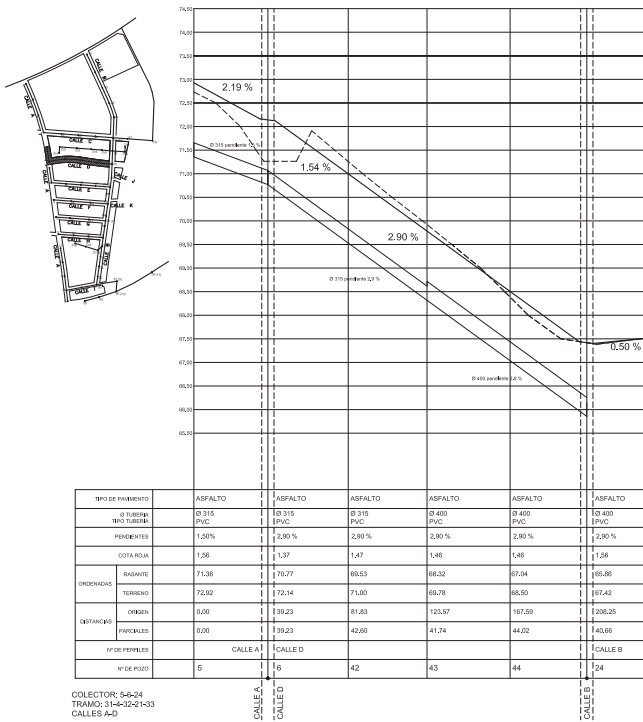 74.50
74.00
73.50
73.00
72.50
72.00
71.50
71.00
70.50
70.00
69.50
69.00
68.50
68.00
67.50
67.00
66.50
66.00
65.50
2.19 %
Ø 315 pendiente 1,5 %
1.54 %
2.90 %
Ø 315 pendiente 2,9 %
Ø 400 pendiente 2,9 %
0.50 %
CALLE M
CALLE A
CALLE C
CALLE D
CALLE J
CALLE E
CALLE A
CALLE K
CALLE F
CALLE G
CALLE H
CALLE B
CALLE A
CALLE I
TIPO DE PAVIMENTO ASFALTO ASFALTO ASFALTO ASFALTO ASFALTO ASFALTO
Ø TUBERIA Ø 315 Ø 315 Ø 315 Ø 400 Ø 400 Ø 400
TIPO TUBERÍA PVC PVC PVC PVC PVC PVC
PENDIENTES 1.50% 2.90 % 2.90 % 2.90 % 2.90 % 2.90 %
COTA ROJA 1,56 1,37 1,47 1,46 1,46 1,56
ORDENADAS
RASANTE 71.36 70.77 69.53 68.32 67.04 65.86
TERRENO 72.92 72.14 71.00 69.78 68.50 67.42
DISTANCIAS
ORIGEN 0.00 39.23 81.83 123.57 167.59 208.25
PARCIALES 0.00 39.23 42.60 41.74 44.02 40.66
Nº DE PERFILES CALLE A CALLE D CALLE B
Nº DE POZO 5 6 42 43 44 24
CALLE A
CALLE D
CALLE B
COLECTOR: 5-6-24
TRAMO: 31-4-32-21-33
CALLES A-D